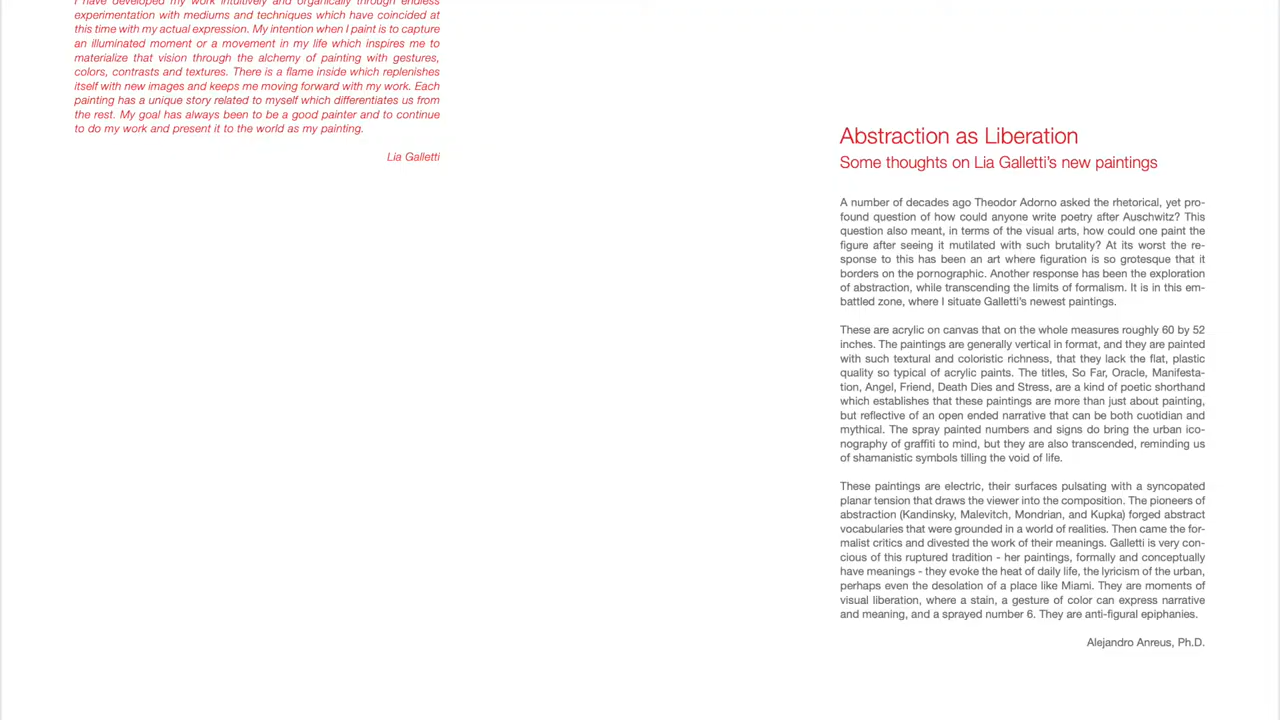 I have developed my work intuitively and organically through endless
experimentation with mediums and techniques which have coincided at
this time with my actual expression. My intention when I paint is to capture
an illuminated moment or a movement in my life which inspires me to
materialize that vision through the alchemy of painting with gestures,
colors, contrasts and textures. There is a flame inside which replenishes
itself with new images and keeps me moving forward with my work. Each
painting has a unique story related to myself which differentiates us from
the rest. My goal has always been to be a good painter and to continue
to do my work and present it to the world as my painting.
Lia Galletti
Abstraction as Liberation
Some thoughts on Lia Galletti's new paintings
A number of decades ago Theodor Adorno asked the rhetorical, yet pro-
found question of how could anyone write poetry after Auschwitz? This
question also meant, in terms of the visual arts, how could one paint the
figure after seeing it mutilated with such brutality? At its worst the re-
sponse to this has been an art where figuration is so grotesque that it
borders on the pornographic. Another response has been the exploration
of abstraction, while transcending the limits of formalism. It is in this em-
battled zone, where I situate Galletti's newest paintings.
These are acrylic on canvas that on the whole measures roughly 60 by 52
inches. The paintings are generally vertical in format, and they are painted
with such textural and coloristic richness, that they lack the flat, plastic
quality so typical of acrylic paints. The titles, So Far, Oracle, Manifesta-
tion, Angel, Friend, Death Dies and Stress, are a kind of poetic shorthand
which establishes that these paintings are more than just about painting,
but reflective of an open ended narrative that can be both cuotidian and
mythical. The spray painted numbers and signs do bring the urban ico-
nography of graffiti to mind, but they are also transcended, reminding us
of shamanistic symbols tilling the void of life.
These paintings are electric, their surfaces pulsating with a syncopated
planar tension that draws the viewer into the composition. The pioneers of
abstraction (Kandinsky, Malevitch, Mondrian, and Kupka) forged abstract
vocabularies that were grounded in a world of realities. Then came the for-
malist critics and divested the work of their meanings. Galletti is very con-
cious of this ruptured tradition - her paintings, formally and conceptually
have meanings - they evoke the heat of daily life, the lyricism of the urban,
perhaps even the desolation of a place like Miami. They are moments of
visual liberation, where a stain, a gesture of color can express narrative
and meaning, and a sprayed number 6. They are anti-figural epiphanies.
Alejandro Anreus, Ph.D.